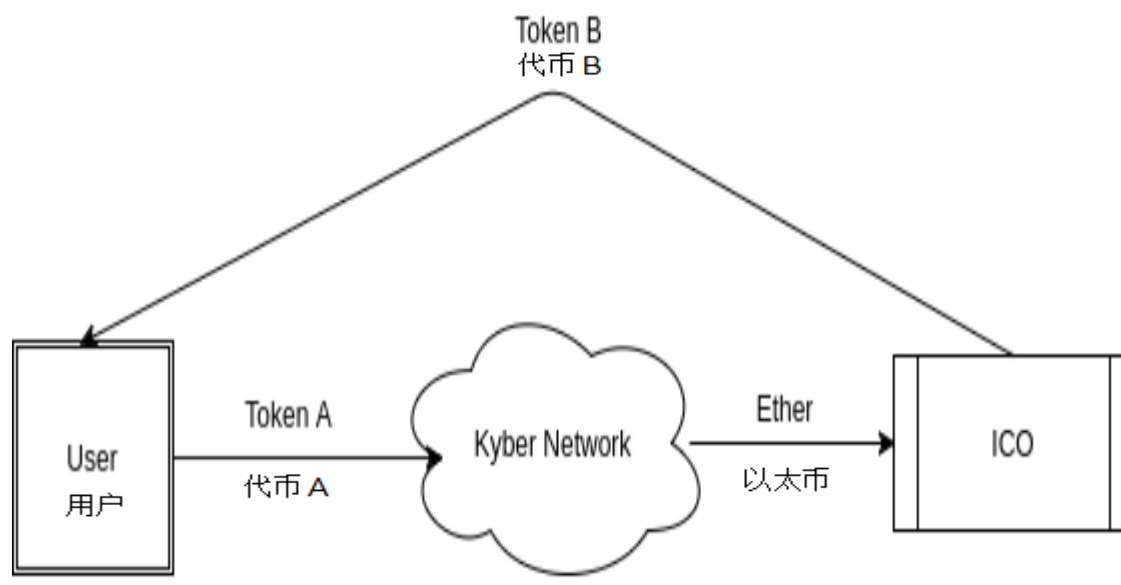 Token B
代币 B
Token A
代币 A
Kyber Network
Ether
以太币
ICO
User
用户